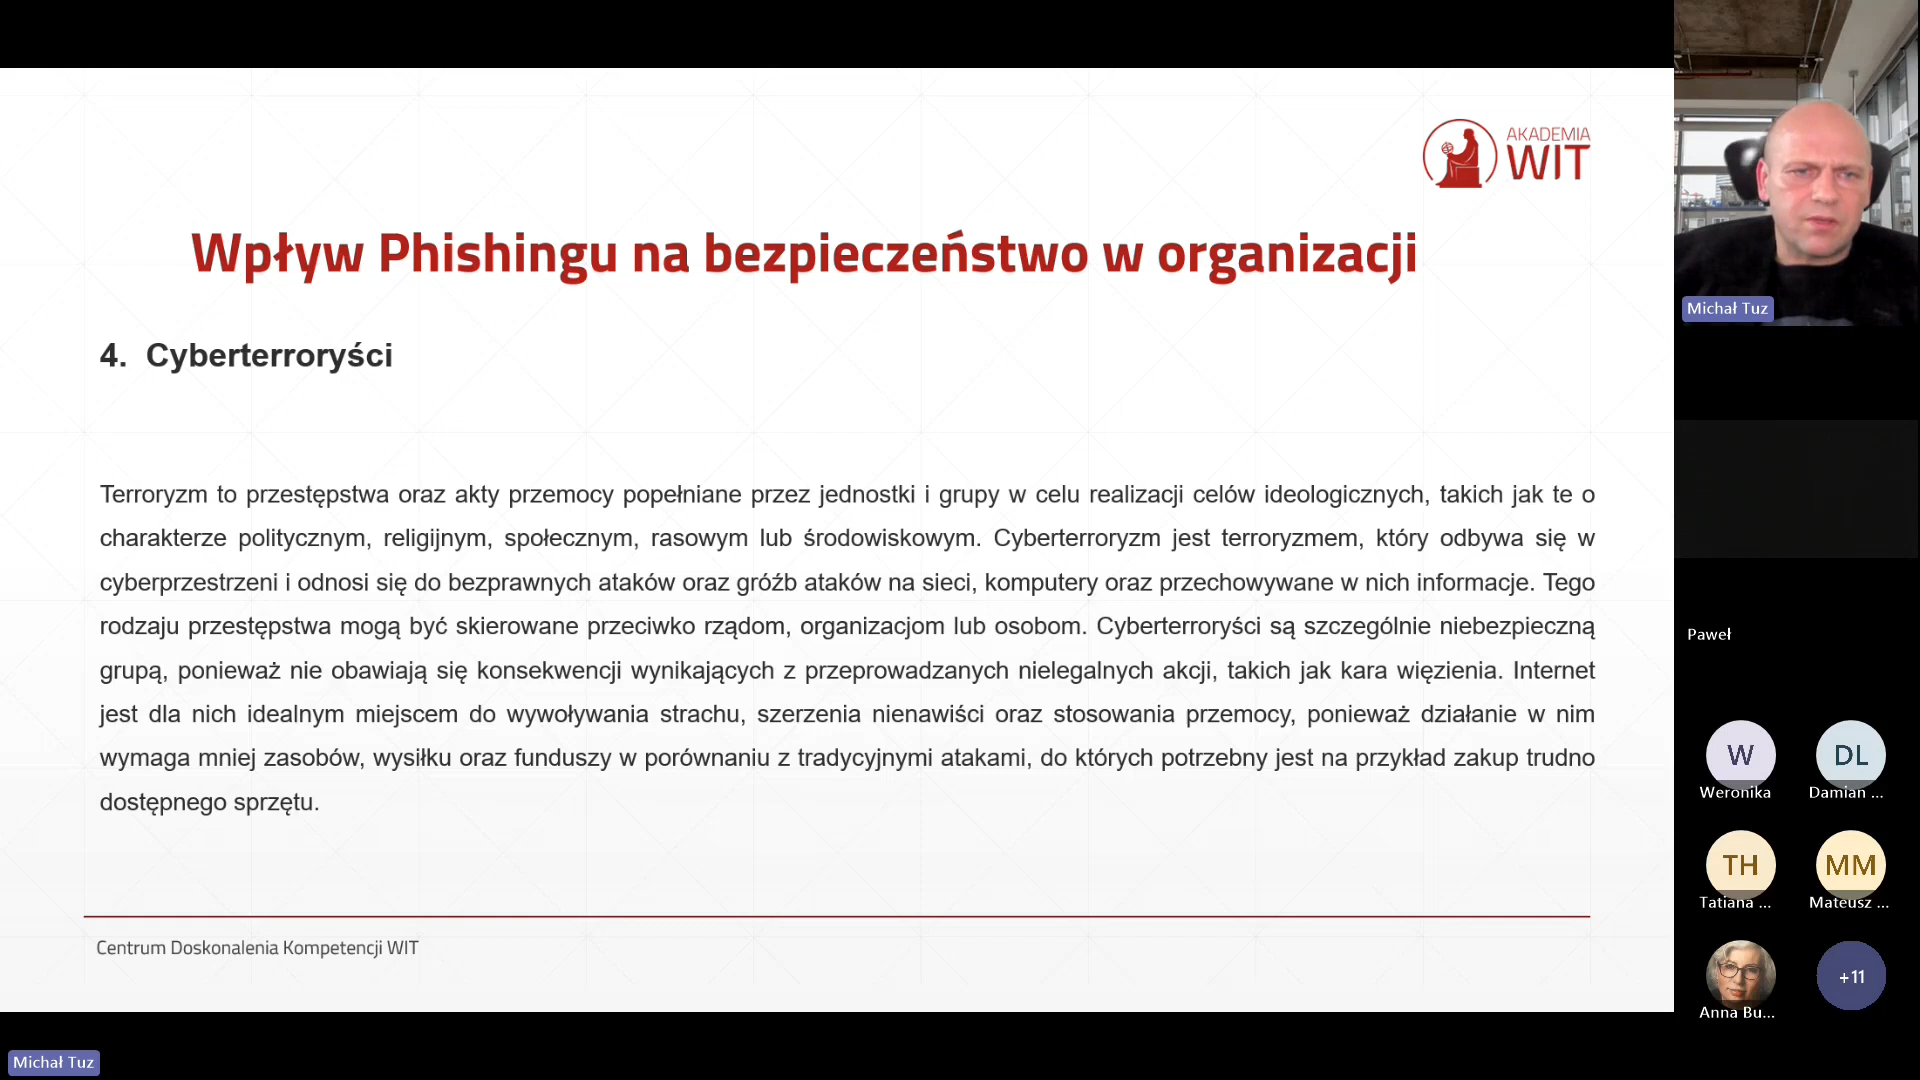 AKADEMIA
WIT
Wpływ Phishingu na bezpieczeństwo w organizacji
4. Cyberterroryści
Terroryzm to przestępstwa oraz akty przemocy popełniane przez jednostki i grupy w celu realizacji celów ideologicznych, takich jak te o
charakterze politycznym, religijnym, społecznym, rasowym lub środowiskowym. Cyberterroryzm jest terroryzmem, który odbywa się w
cyberprzestrzeni i odnosi się do bezprawnych ataków oraz gróźb ataków na sieci, komputery oraz przechowywane w nich informacje. Tego
rodzaju przestępstwa mogą być skierowane przeciwko rządom, organizacjom lub osobom. Cyberterroryści są szczególnie niebezpieczną
grupą, ponieważ nie obawiają się konsekwencji wynikających z przeprowadzanych nielegalnych akcji, takich jak kara więzienia. Internet
jest dla nich idealnym miejscem do wywoływania strachu, szerzenia nienawiści oraz stosowania przemocy, ponieważ działanie w nim
wymaga mniej zasobów, wysiłku oraz funduszy w porównaniu z tradycyjnymi atakami, do których potrzebny jest na przykład zakup trudno
dostępnego sprzętu.
Centrum Doskonalenia Kompetencji WIT
Michał Tuz
Michał Tuz
Paweł
W
DL
Weronika
Damian ...
TH
MM
Tatiana ...
Mateusz ...
+11
Anna Bu...